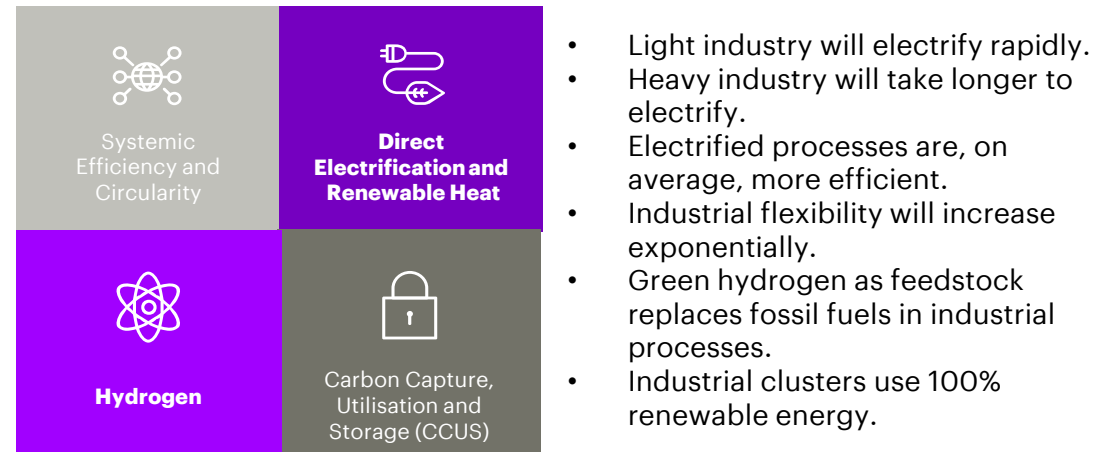 Systemic
Efficiency and
Circularity
Direct
Electrification and
Renewable Heat
Hydrogen
Carbon Capture,
Utilisation and
Storage (CCUS)
• Light industry will electrify rapidly.
• Heavy industry will take longer to
electrify.
• Electrified processes are, on
average, more efficient.
• Industrial flexibility will increase
exponentially.
• Green hydrogen as feedstock
replaces fossil fuels in industrial
processes.
• Industrial clusters use 100%
renewable energy.